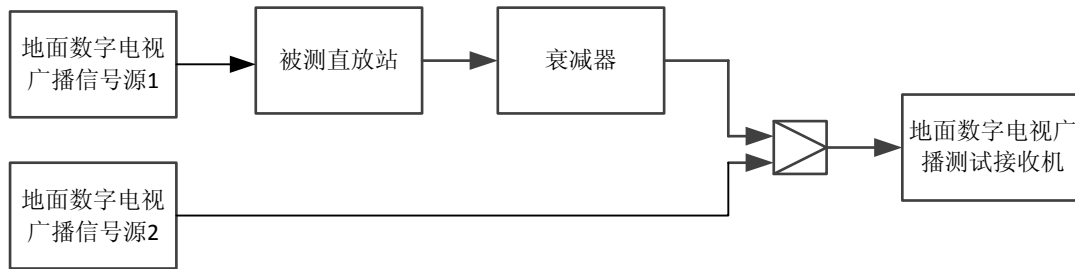 地面数字电视
广播信号源1
被测直放站
衰减器
地面数字电视广
播测试接收机
地面数字电视
广播信号源2